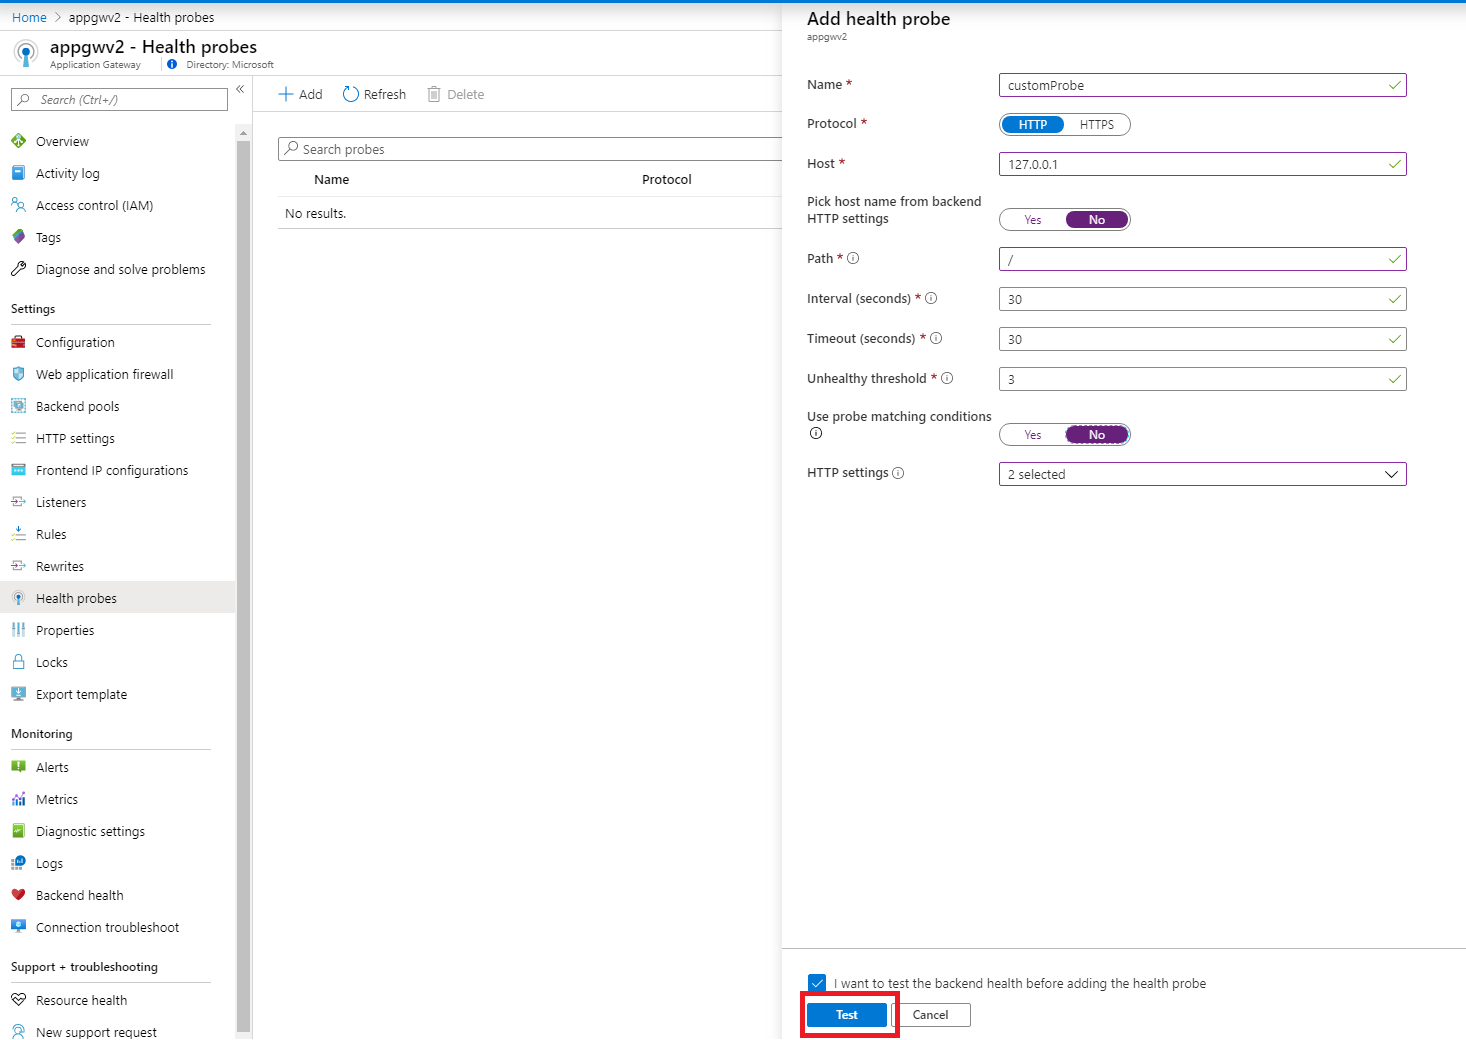 Home > appgwv2 - Health probes
appgwv2 - Health probes
Application Gateway
Directory: Microsoft
Search (Ctrl+/)
«
Overview
Activity log
Access control (IAM)
Tags
Diagnose and solve problems
Settings
Configuration
Web application firewall
Backend pools
HTTP settings
Frontend IP configurations
Listeners
Rules
Rewrites
Health probes
Properties
Locks
Export template
Monitoring
Alerts
Metrics
Diagnostic settings
Logs
Backend health
Connection troubleshoot
Support + troubleshooting
Resource health
New support request
Add Refresh Delete
Search probes
Name Protocol
No results.
Add health probe
appgwv2
Name * customProbe
Protocol * HTTP HTTPS
Host * 127.0.0.1
Pick host name from backend
HTTP settings Yes No
Path * /
Interval (seconds) * 30
Timeout (seconds) * 30
Unhealthy threshold * 3
Use probe matching conditions
Yes No
HTTP settings 2 selected
I want to test the backend health before adding the health probe
Test Cancel